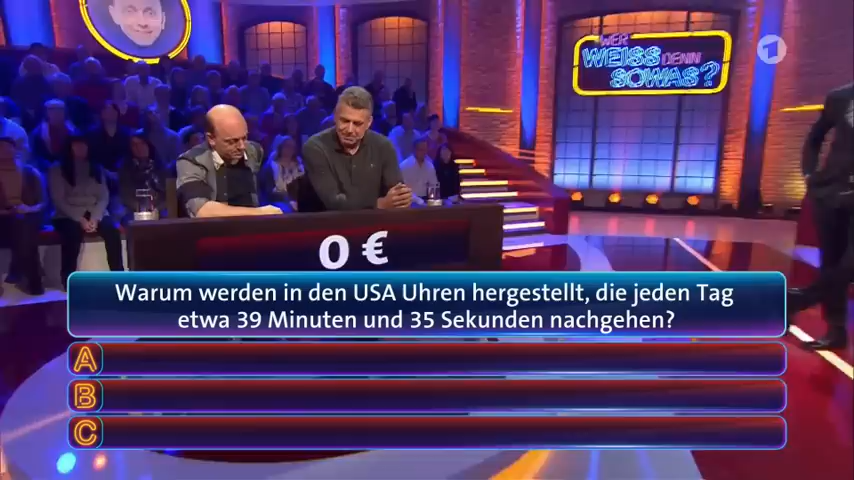 WER
WEISS DENN
SOWAS?
1
0 €
Warum werden in den USA Uhren hergestellt, die jeden Tag
etwa 39 Minuten und 35 Sekunden nachgehen?
A
B
C